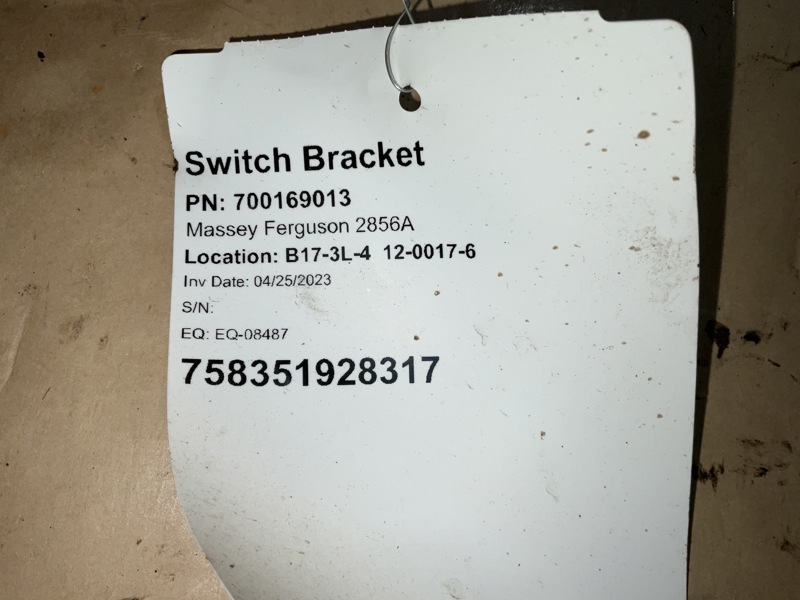 Switch Bracket
PN: 700169013
Massey Ferguson 2856A
Location: B17-3L-4 12-0017-6
Inv Date: 04/25/2023
S/N:
EQ: EQ-08487
758351928317